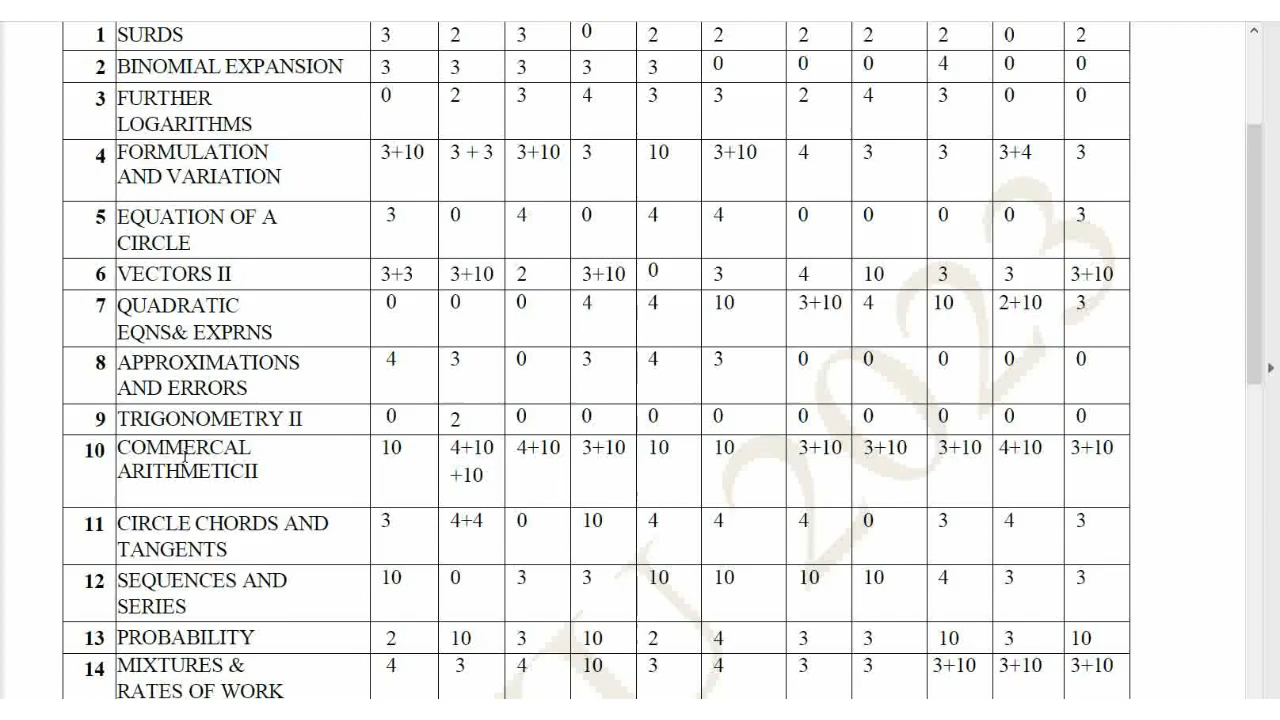 1 SURDS 3 2 3 0 2 2 2 2 2 0 2
2 BINOMIAL EXPANSION 3 3 3 3 3 0 0 0 4 0 0
3 FURTHER 0 2 3 4 3 3 2 4 3 0 0
LOGARITHMS
4 FORMULATION 3+10 3 + 3 3+10 3 10 3+10 4 3 3 3+4 3
AND VARIATION
5 EQUATION OF A 3 0 4 0 4 4 0 0 0 0 3
CIRCLE
6 VECTORS II 3+3 3+10 2 3+10 0 3 4 10 3 3 3+10
7 QUADRATIC 0 0 0 4 4 10 3+10 4 10 2+10 3
EQNS& EXPRNS
8 APPROXIMATIONS 4 3 0 3 4 3 0 0 0 0 0
AND ERRORS
9 TRIGONOMETRY II 0 2 0 0 0 0 0 0 0 0 0
10 COMMERCAL 10 4+10 4+10 3+10 10 10 3+10 3+10 3+10 4+10 3+10
ARITHMETICII +10
11 CIRCLE CHORDS AND 3 4+4 0 10 4 4 4 0 3 4 3
TANGENTS
12 SEQUENCES AND 10 0 3 3 10 10 10 10 4 3 3
SERIES
13 PROBABILITY 2 10 3 10 2 4 3 3 10 3 10
14 MIXTURES & 4 3 4 10 3 4 3 3 3+10 3+10 3+10
RATES OF WORK
2023